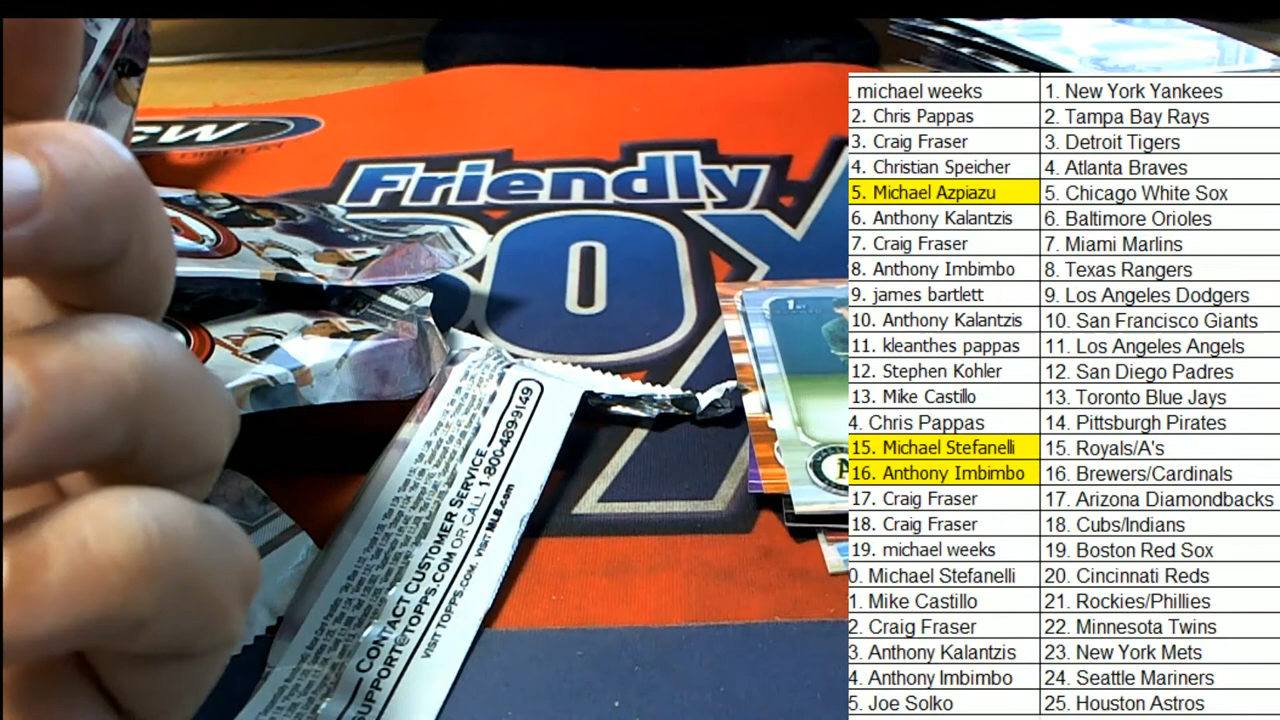 CW
Friendly
BOX
CONTACT CUSTOMER SERVICE
SUPPORT@TOPPS.COM OR CALL 1-800-489-9149
VISIT TOPPS.COM. VISIT MLB.com
1st
. michael weeks 1. New York Yankees
2. Chris Pappas 2. Tampa Bay Rays
3. Craig Fraser 3. Detroit Tigers
4. Christian Speicher 4. Atlanta Braves
5. Michael Azpiazu 5. Chicago White Sox
6. Anthony Kalantzis 6. Baltimore Orioles
7. Craig Fraser 7. Miami Marlins
8. Anthony Imbimbo 8. Texas Rangers
9. james bartlett 9. Los Angeles Dodgers
10. Anthony Kalantzis 10. San Francisco Giants
11. kleanthes pappas 11. Los Angeles Angels
12. Stephen Kohler 12. San Diego Padres
13. Mike Castillo 13. Toronto Blue Jays
4. Chris Pappas 14. Pittsburgh Pirates
15. Michael Stefanelli 15. Royals/A's
16. Anthony Imbimbo 16. Brewers/Cardinals
17. Craig Fraser 17. Arizona Diamondbacks
18. Craig Fraser 18. Cubs/Indians
19. michael weeks 19. Boston Red Sox
0. Michael Stefanelli 20. Cincinnati Reds
1. Mike Castillo 21. Rockies/Phillies
2. Craig Fraser 22. Minnesota Twins
3. Anthony Kalantzis 23. New York Mets
4. Anthony Imbimbo 24. Seattle Mariners
5. Joe Solko 25. Houston Astros